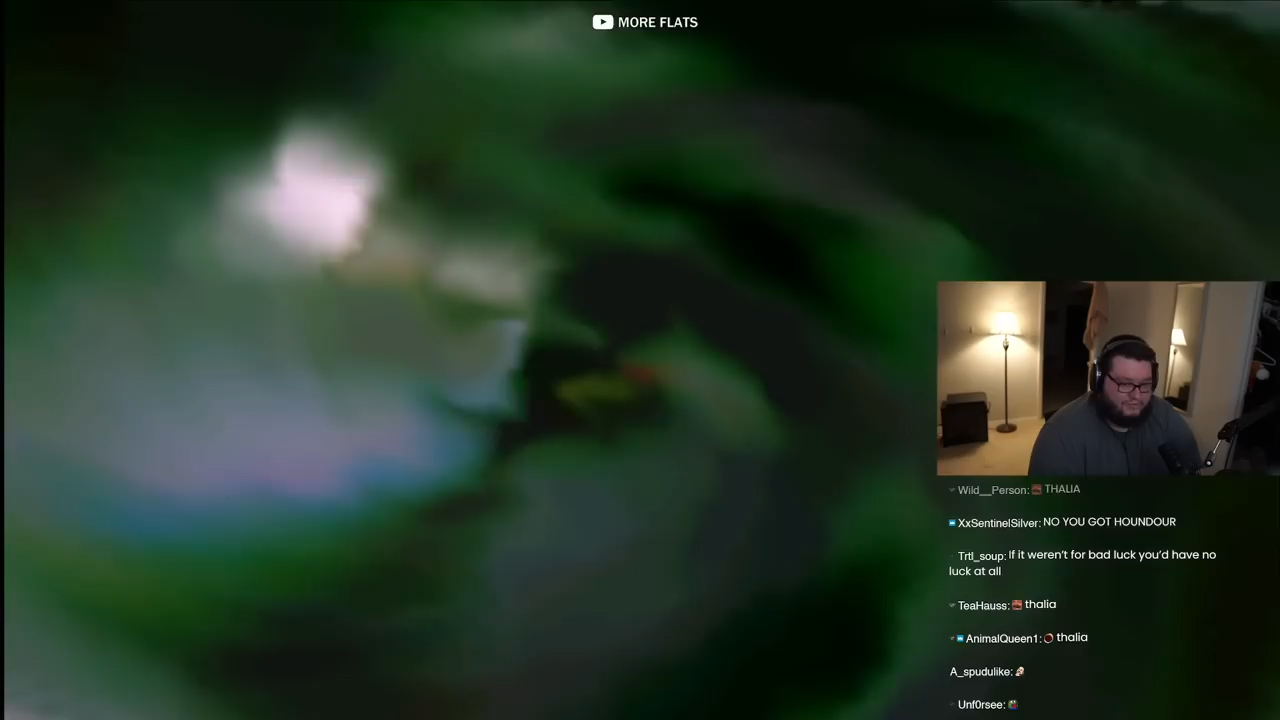 MORE FLATS
Wild__Person: THALIA
XxSentinelSilver: NO YOU GOT HOUNDOUR
Trtl_soup: If it weren't for bad luck you'd have no
luck at all
TeaHauss: thalia
AnimalQueen1: thalia
A_spudulike:
Unf0rsee: